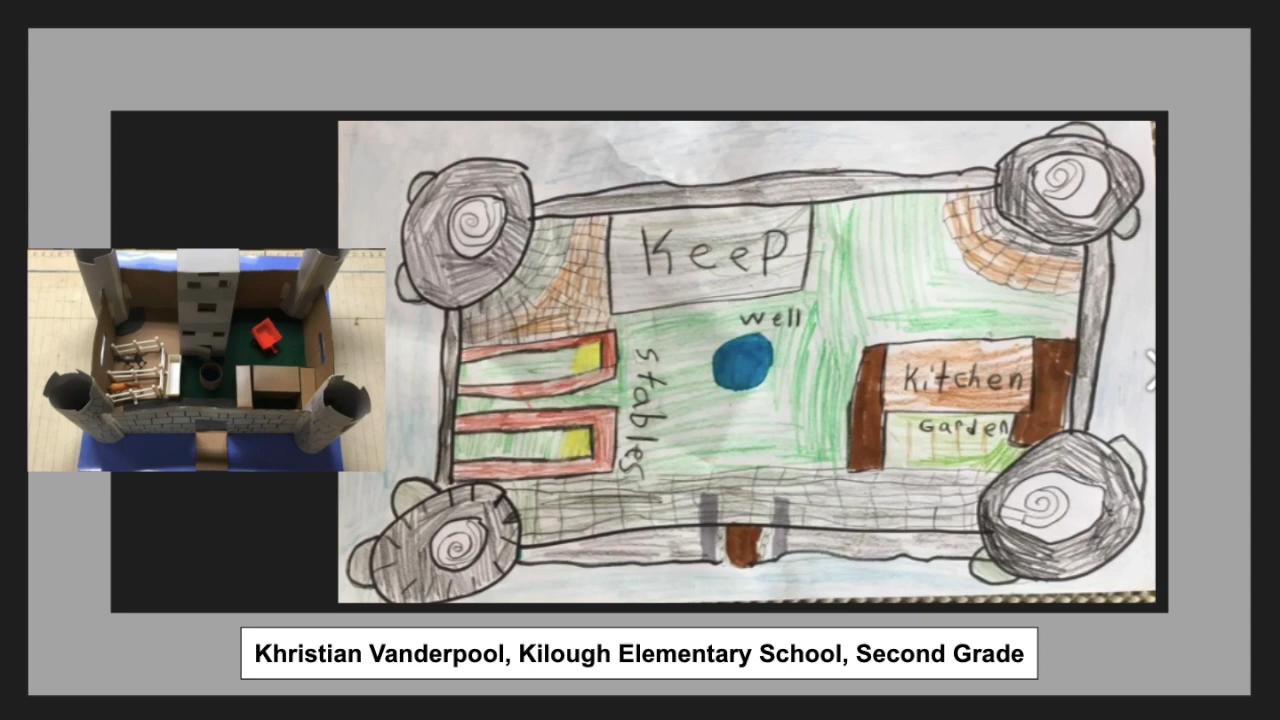 Keep
well
stables
Kitchen
Garden
Khristian Vanderpool, Kilough Elementary School, Second Grade